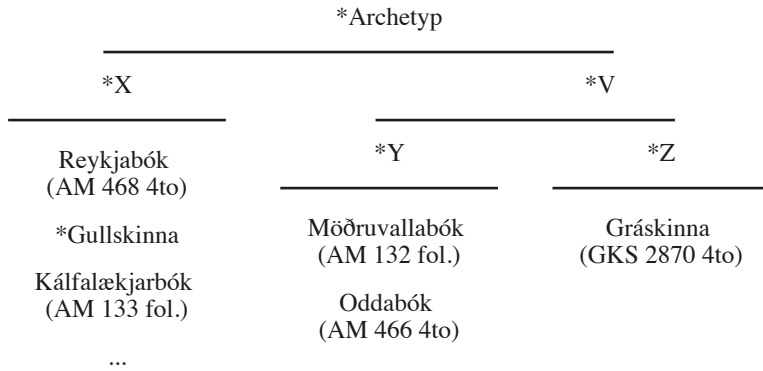 *Archetyp
*X
*V
Reykjabók
(AM 468 4to)
*Gullskinna
Kálfalækjarbók
(AM 133 fol.)
...
*Y
*Z
Möðruvallabók
(AM 132 fol.)
Oddabók
(AM 466 4to)
Gráskinna
(GKS 2870 4to)